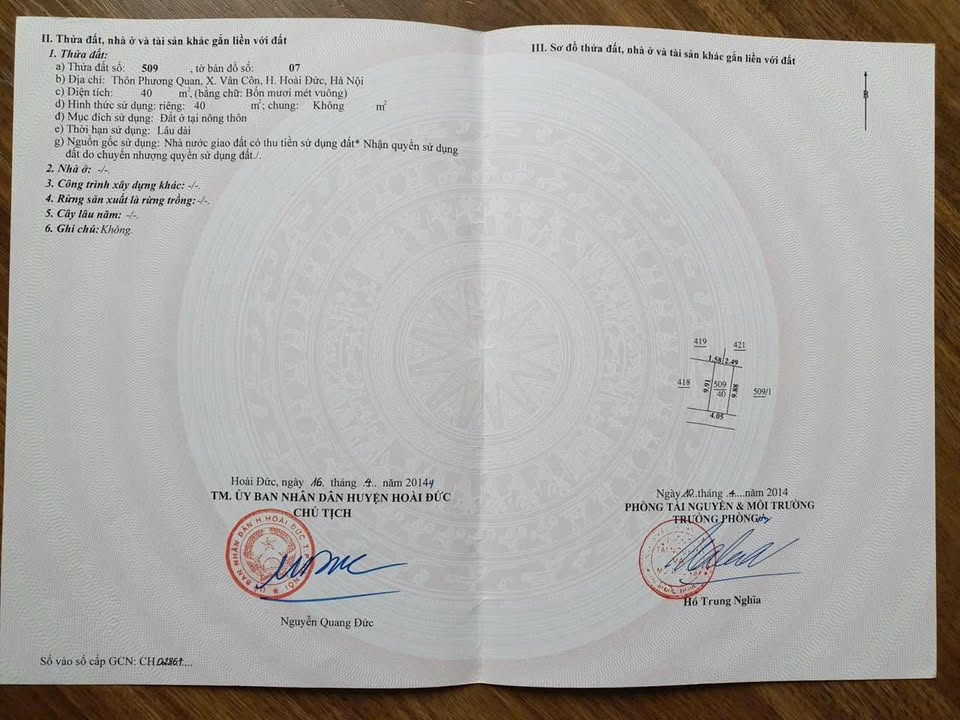 II. Thửa đất, nhà ở và tài sản khác gắn liền với đất
1. Thửa đất:
a) Thửa đất số: 509 , tờ bản đồ số: 07
b) Địa chỉ: Thôn Phương Quan, X. Vân Côn, H. Hoài Đức, Hà Nội
c) Diện tích: 40 m², (bằng chữ: Bốn mươi mét vuông)
d) Hình thức sử dụng: riêng: 40 m²; chung: Không m²
đ) Mục đích sử dụng: Đất ở tại nông thôn
e) Thời hạn sử dụng: Lâu dài
g) Nguồn gốc sử dụng: Nhà nước giao đất có thu tiền sử dụng đất* Nhận quyền sử dụng
đất do chuyển nhượng quyền sử dụng đất./.
2. Nhà ở: -/-.
3. Công trình xây dựng khác: -/-.
4. Rừng sản xuất là rừng trồng: -/-.
5. Cây lâu năm: -/-.
6. Ghi chú: Không.
Hoài Đức, ngày 16. tháng .4.. năm 2014
TM. ỦY BAN NHÂN DÂN HUYỆN HOÀI ĐỨC
CHỦ TỊCH
Nguyễn Quang Đức
Số vào sổ cấp GCN: CH
III. Sơ đồ thửa đất, nhà ở và tài sản khác gắn liền với đất
B
419 421
1.58 2.49
418 9.91 509 9.88 509/1
40
4.05
Ngày.10.tháng .4....năm 2014
PHÒNG TÀI NGUYÊN & MÔI TRƯỜNG
TRƯỞNG PHÒNG
Hồ Trung Nghĩa